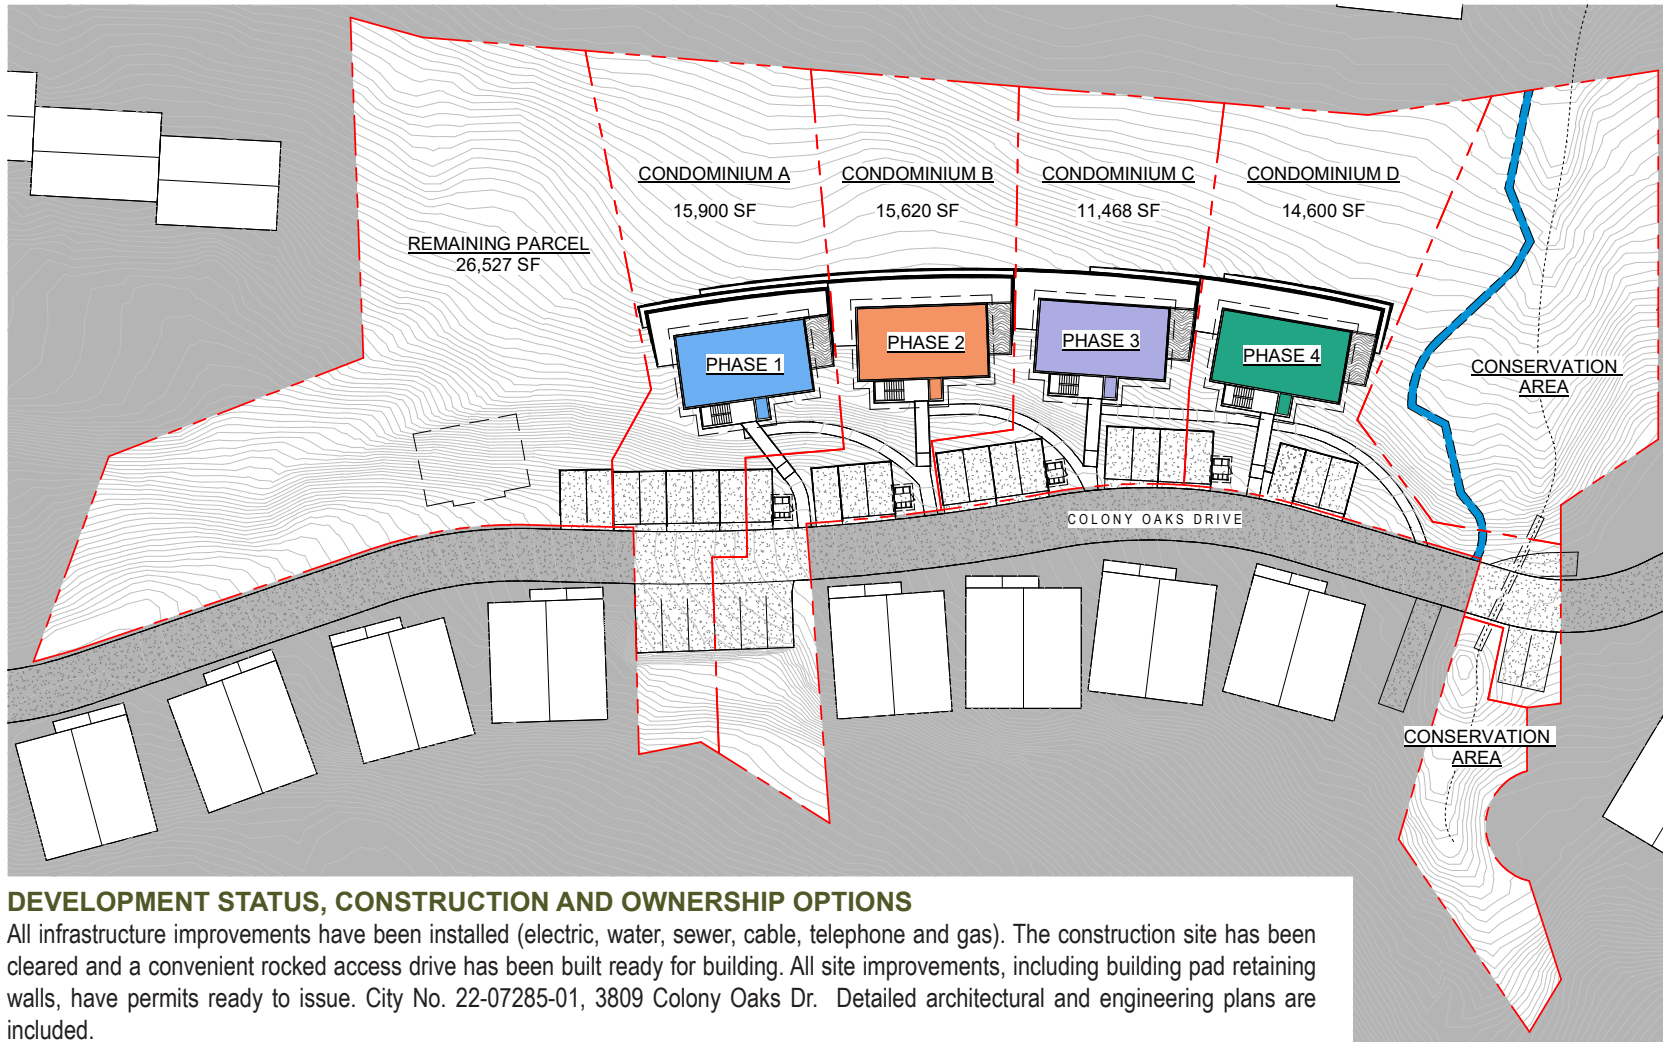 CONDOMINIUM A
15,900 SF
CONDOMINIUM B
15,620 SF
CONDOMINIUM C
11,468 SF
CONDOMINIUM D
14,600 SF
REMAINING PARCEL
26,527 SF
PHASE 1
PHASE 2
PHASE 3
PHASE 4
CONSERVATION
AREA
COLONY OAKS DRIVE
CONSERVATION
AREA
DEVELOPMENT STATUS, CONSTRUCTION AND OWNERSHIP OPTIONS
All infrastructure improvements have been installed (electric, water, sewer, cable, telephone and gas). The construction site has been
cleared and a convenient rocked access drive has been built ready for building. All site improvements, including building pad retaining
walls, have permits ready to issue. City No. 22-07285-01, 3809 Colony Oaks Dr. Detailed architectural and engineering plans are
included.